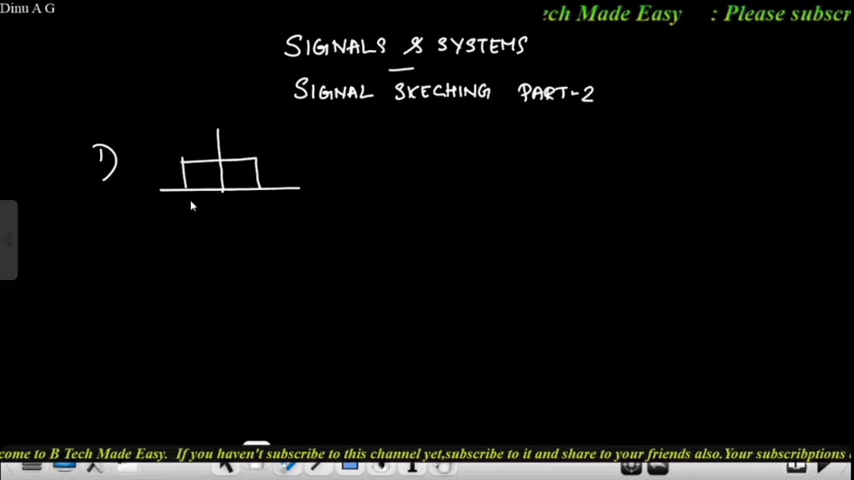 Dinu A G
ech Made Easy : Please subscr
SIGNALS & SYSTEMS
SIGNAL SKECHING PART-2
1)
come to B Tech Made Easy. If you haven't subscribe to this channel yet,subscribe to it and share to your friends also.Your subscribptions